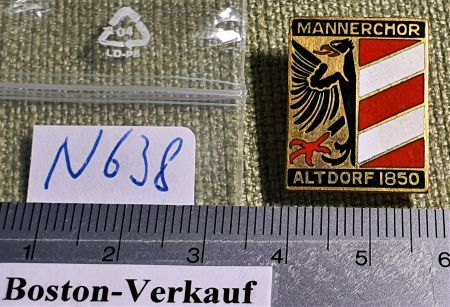 04
LD-PE
MÄNNERCHOR
ALTDORF 1850
N638
1 2 3 4 5 6
Boston-Verkauf